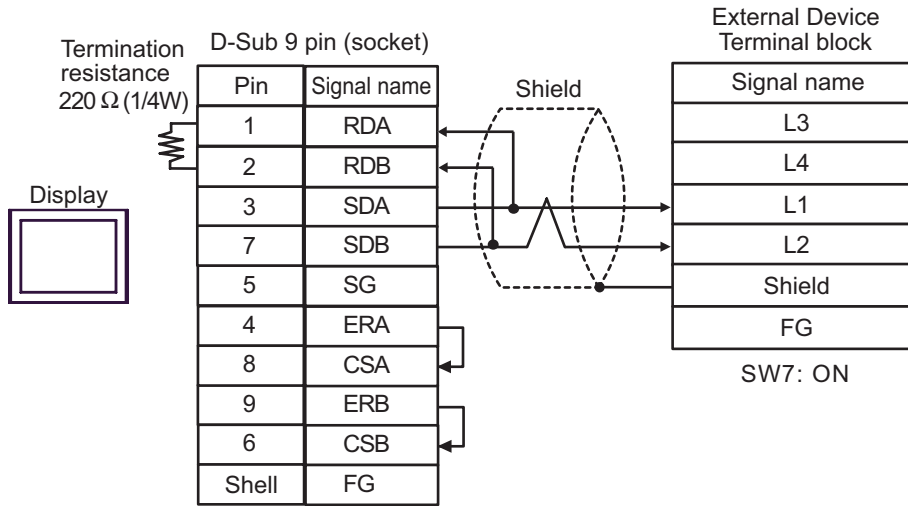 External Device
Terminal block
Termination
resistance
220 Ω (1/4W)
D-Sub 9 pin (socket)
Shield
Display
Pin Signal name
1 RDA
2 RDB
3 SDA
7 SDB
5 SG
4 ERA
8 CSA
9 ERB
6 CSB
Shell FG
Signal name
L3
L4
L1
L2
Shield
FG
SW7: ON